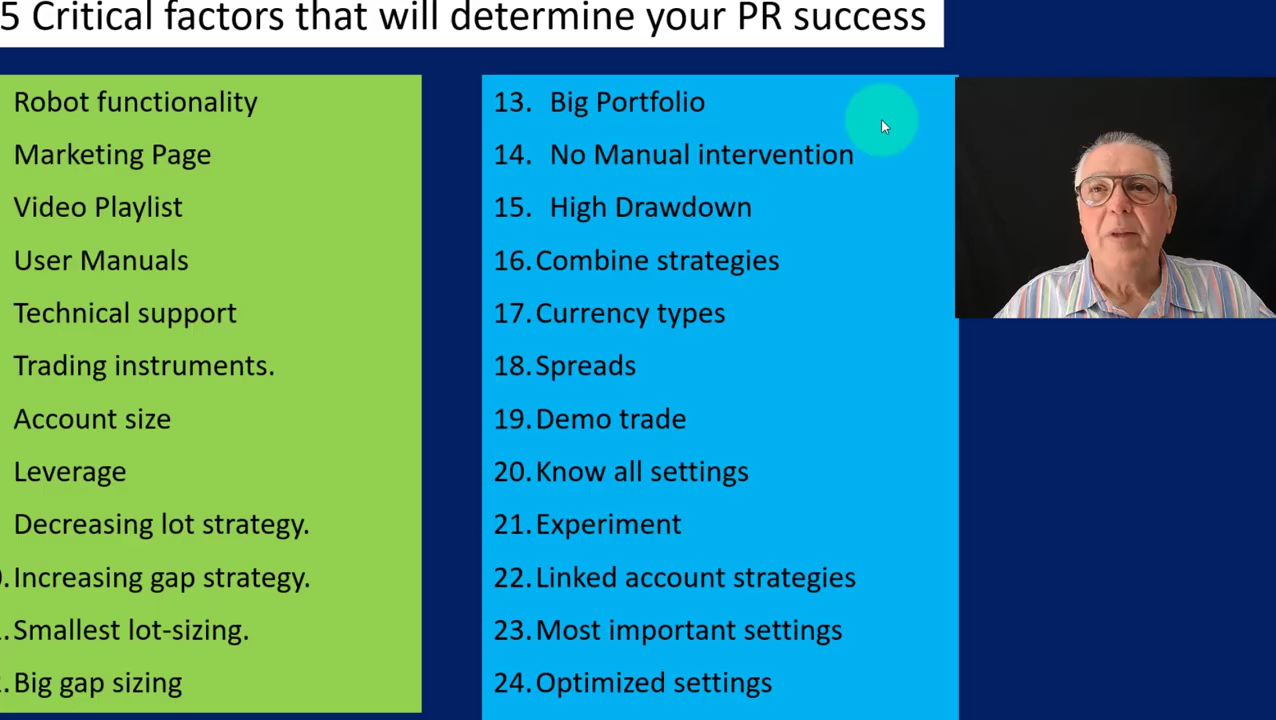 5 Critical factors that will determine your PR success
Robot functionality
Marketing Page
Video Playlist
User Manuals
Technical support
Trading instruments.
Account size
Leverage
Decreasing lot strategy.
. Increasing gap strategy.
. Smallest lot-sizing.
. Big gap sizing
13. Big Portfolio
14. No Manual intervention
15. High Drawdown
16. Combine strategies
17. Currency types
18. Spreads
19. Demo trade
20. Know all settings
21. Experiment
22. Linked account strategies
23. Most important settings
24. Optimized settings